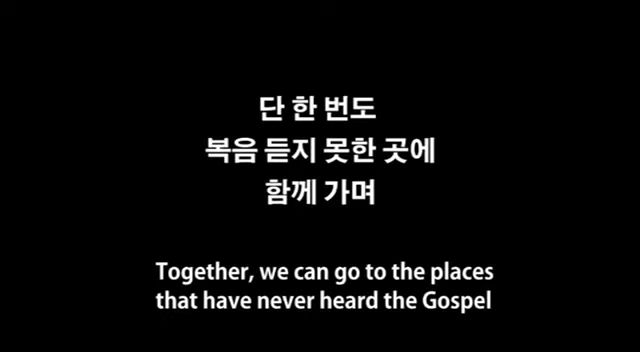 단 한 번도
복음 듣지 못한 곳에
함께 가며
Together, we can go to the places
that have never heard the Gospel